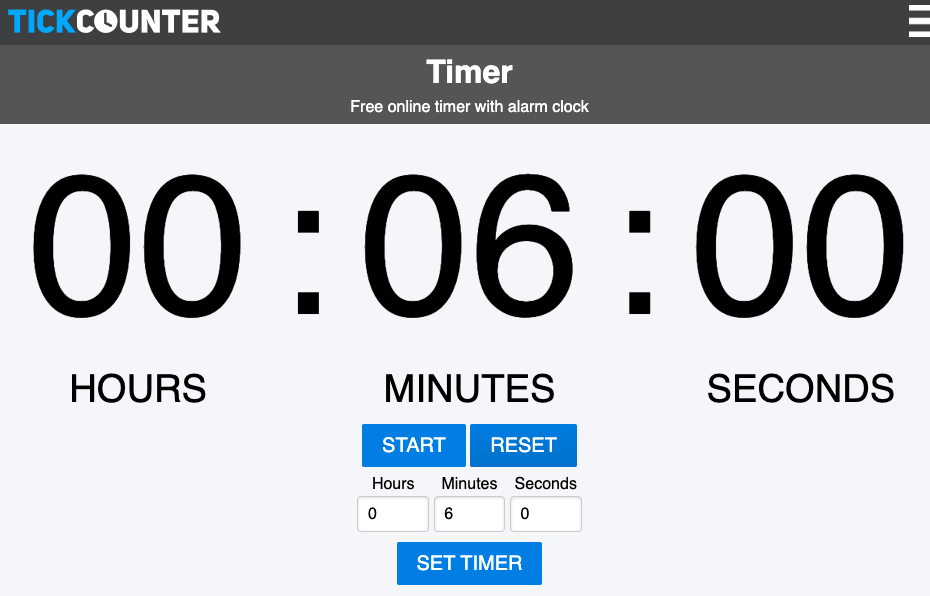 TICKCOUNTER
Timer
Free online timer with alarm clock
00 : 06 : 00
HOURS MINUTES SECONDS
START RESET
Hours Minutes Seconds
0 6 0
SET TIMER